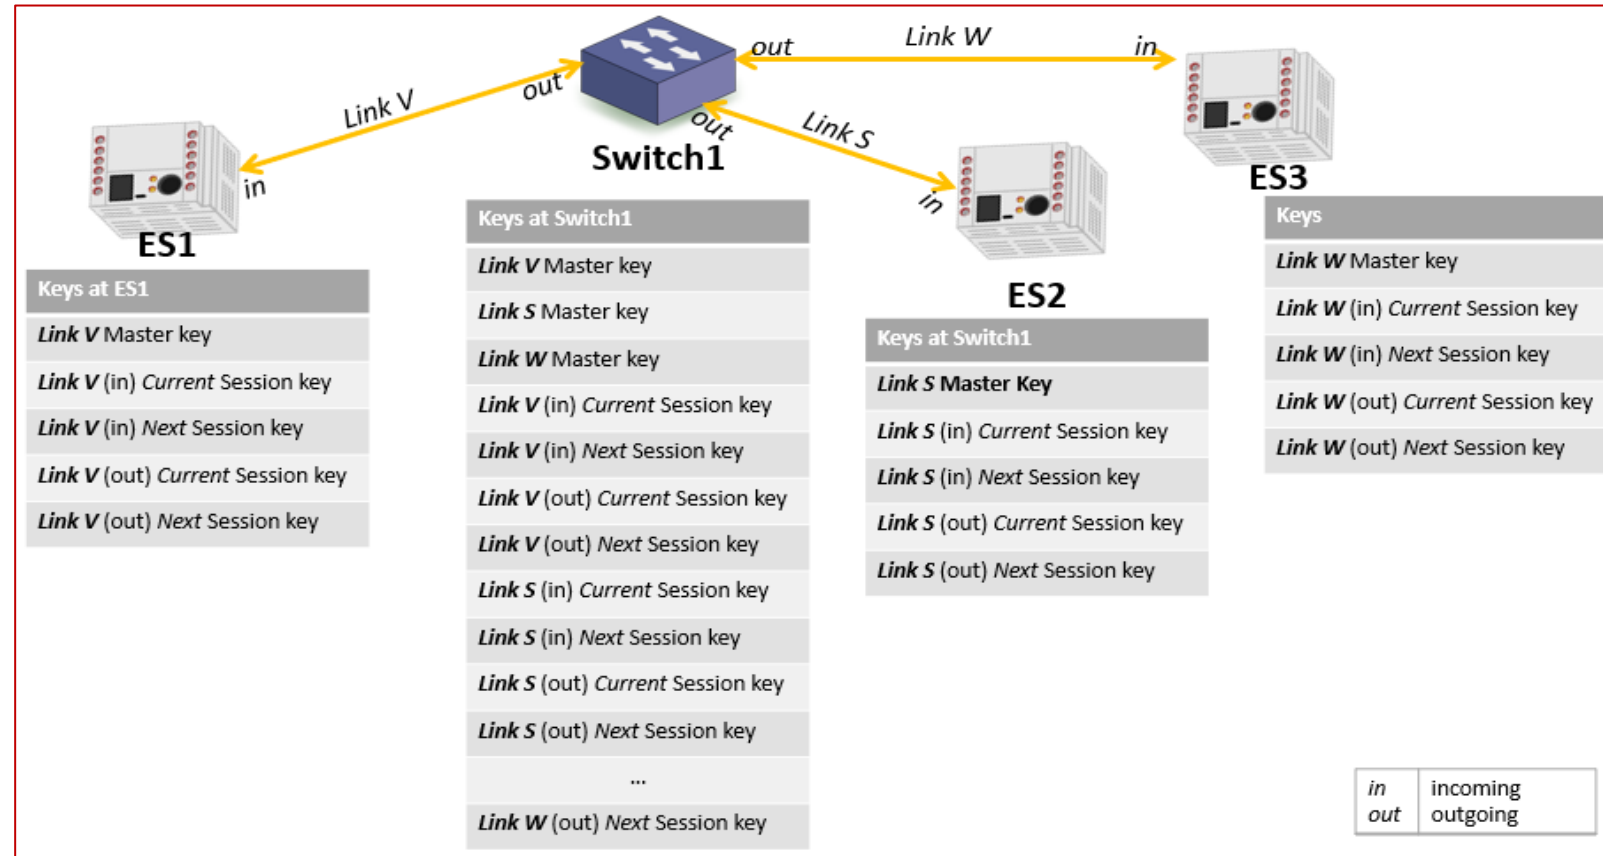 out
Link W
in
Link V
out
out
Link S
Switch1
in
in
ES3
ES1
ES2
Keys at ES1
Link V Master key
Link V (in) Current Session key
Link V (in) Next Session key
Link V (out) Current Session key
Link V (out) Next Session key
Keys at Switch1
Link V Master key
Link S Master key
Link W Master key
Link V (in) Current Session key
Link V (in) Next Session key
Link V (out) Current Session key
Link V (out) Next Session key
Link S (in) Current Session key
Link S (in) Next Session key
Link S (out) Current Session key
Link S (out) Next Session key
...
Link W (out) Next Session key
Keys at Switch1
Link S Master Key
Link S (in) Current Session key
Link S (in) Next Session key
Link S (out) Current Session key
Link S (out) Next Session key
Keys
Link W Master key
Link W (in) Current Session key
Link W (in) Next Session key
Link W (out) Current Session key
Link W (out) Next Session key
in incoming
out outgoing